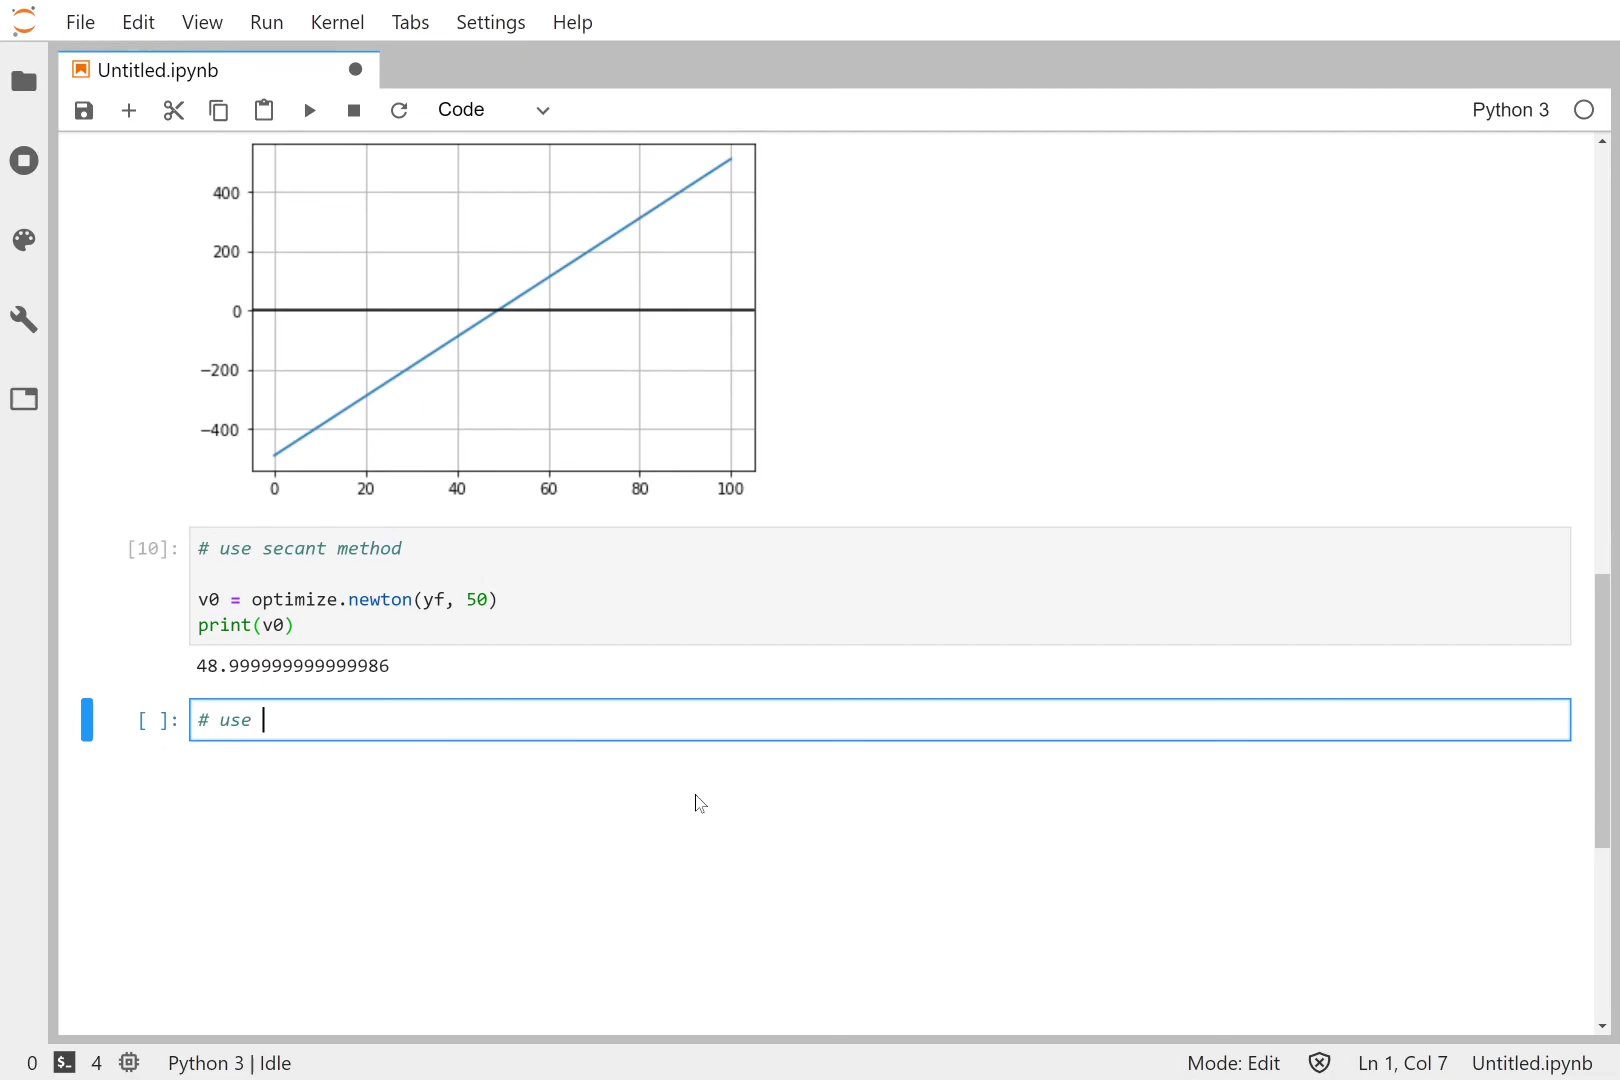 File Edit View Run Kernel Tabs Settings Help
Untitled.ipynb
Code
Python 3
400
200
0
−200
−400
0 20 40 60 80 100
[10]:
# use secant method
v0 = optimize.newton(yf, 50)
print(v0)
48.999999999999986
[ ]:
# use
0 $_ 4 Python 3 | Idle Mode: Edit Ln 1, Col 7 Untitled.ipynb